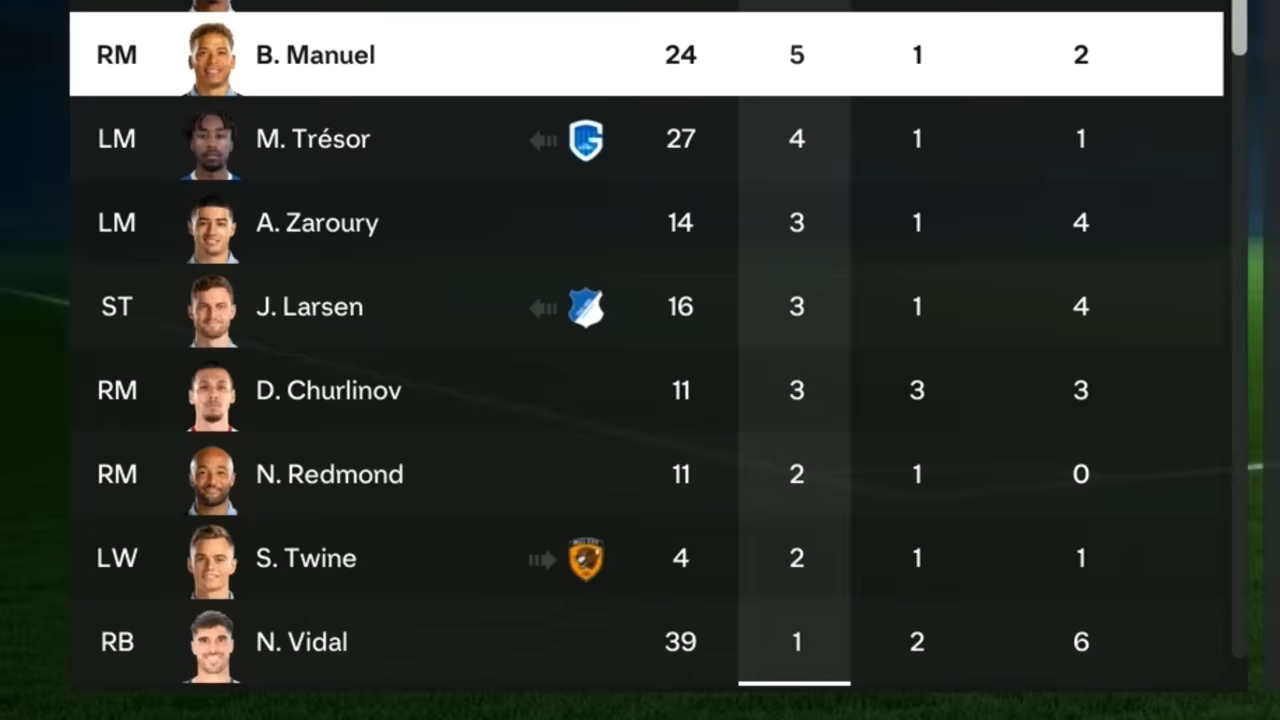 RM B. Manuel 24 5 1 2
LM M. Trésor 27 4 1 1
LM A. Zaroury 14 3 1 4
ST J. Larsen 16 3 1 4
RM D. Churlinov 11 3 3 3
RM N. Redmond 11 2 1 0
LW S. Twine 4 2 1 1
RB N. Vidal 39 1 2 6